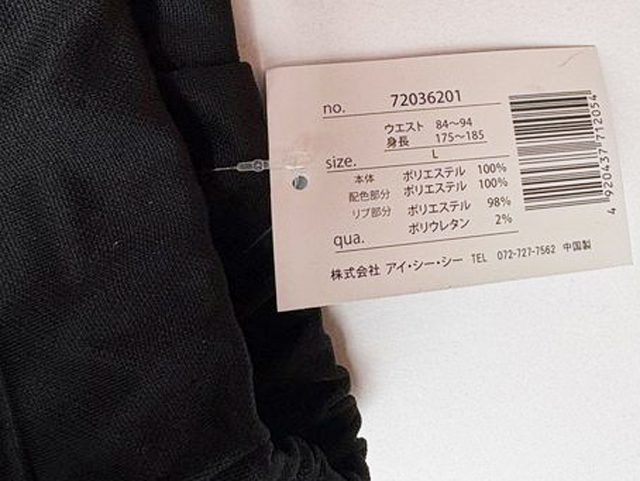 no. 72036201
ウエスト 84～94
身長 175～185
size. L
本体 ポリエステル 100%
配色部分 ポリエステル 100%
リブ部分 ポリエステル 98%
ポリウレタン 2%
qua.
株式会社 アイ・シー・シー TEL 072-727-7562 中国製
4 920437 712054